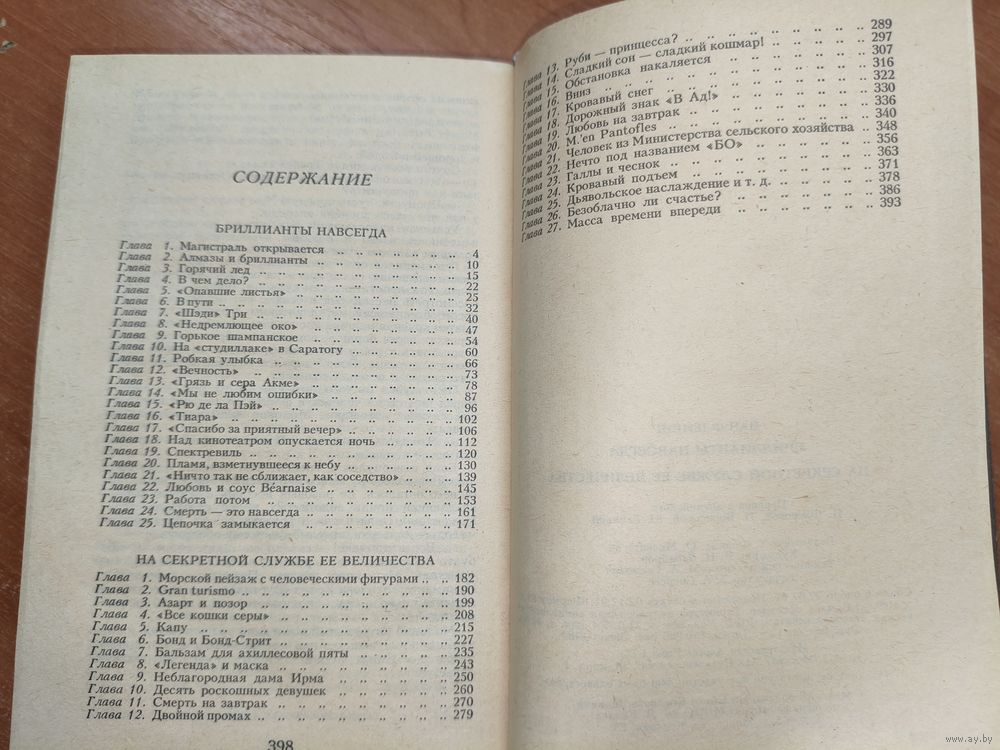 СОДЕРЖАНИЕ
БРИЛЛИАНТЫ НАВСЕГДА
Глава 1. Магистраль открывается .. .. .. .. .. .. .. 4
Глава 2. Алмазы и бриллианты .. .. .. .. .. .. .. 10
Глава 3. Горячий лед .. .. .. .. .. .. .. .. .. 15
Глава 4. В чем дело? .. .. .. .. .. .. .. .. .. 22
Глава 5. «Опавшие листья» .. .. .. .. .. .. .. .. 25
Глава 6. В пути .. .. .. .. .. .. .. .. .. .. 32
Глава 7. «Шэди» Три .. .. .. .. .. .. .. .. .. 40
Глава 8. «Недремлющее око» .. .. .. .. .. .. .. 47
Глава 9. Горькое шампанское .. .. .. .. .. .. .. 54
Глава 10. На «студиллаке» в Саратогу .. .. .. .. .. .. 60
Глава 11. Робкая улыбка .. .. .. .. .. .. .. .. 66
Глава 12. «Вечность» .. .. .. .. .. .. .. .. .. 73
Глава 13. «Грязь и сера Акме» .. .. .. .. .. .. .. 78
Глава 14. «Мы не любим ошибки» .. .. .. .. .. .. 87
Глава 15. «Рю де ла Пэй» .. .. .. .. .. .. .. .. 96
Глава 16. «Тиара» .. .. .. .. .. .. .. .. .. 102
Глава 17. «Спасибо за приятный вечер» .. .. .. .. .. 106
Глава 18. Над кинотеатром опускается ночь .. .. .. .. 112
Глава 19. Спектревиль .. .. .. .. .. .. .. .. 120
Глава 20. Пламя, взметнувшееся к небу .. .. .. .. .. 130
Глава 21. «Ничто так не сближает, как соседство» .. .. .. 139
Глава 22. Любовь и соус Béarnaise .. .. .. .. .. .. 145
Глава 23. Работа потом .. .. .. .. .. .. .. .. 153
Глава 24. Смерть — это навсегда .. .. .. .. .. .. 161
Глава 25. Цепочка замыкается .. .. .. .. .. .. .. 171
НА СЕКРЕТНОЙ СЛУЖБЕ ЕЕ ВЕЛИЧЕСТВА
Глава 1. Морской пейзаж с человеческими фигурами .. .. 182
Глава 2. Gran turismo .. .. .. .. .. .. .. .. 190
Глава 3. Азарт и позор .. .. .. .. .. .. .. .. 199
Глава 4. «Все кошки серы» .. .. .. .. .. .. .. 208
Глава 5. Капу .. .. .. .. .. .. .. .. .. .. 215
Глава 6. Бонд и Бонд-Стрит .. .. .. .. .. .. .. 227
Глава 7. Бальзам для ахиллесовой пяты .. .. .. .. 235
Глава 8. «Легенда» и маска .. .. .. .. .. .. .. 243
Глава 9. Неблагородная дама Ирма .. .. .. .. .. 250
Глава 10. Десять роскошных девушек .. .. .. .. .. 260
Глава 11. Смерть на завтрак .. .. .. .. .. .. .. 270
Глава 12. Двойной промах .. .. .. .. .. .. .. .. 279
398
Глава 13. Руби — принцесса? .. .. .. .. .. .. .. 289
Глава 14. Сладкий сон — сладкий кошмар! .. .. .. .. 297
Глава 15. Обстановка накаляется .. .. .. .. .. .. 307
Глава 16. Вниз .. .. .. .. .. .. .. .. .. .. 316
Глава 17. Кровавый снег .. .. .. .. .. .. .. .. 322
Глава 18. Дорожный знак «В Ад!» .. .. .. .. .. .. 330
Глава 19. Любовь на завтрак .. .. .. .. .. .. .. 336
Глава 20. M.'en Pantofles .. .. .. .. .. .. .. .. 340
Глава 21. Человек из Министерства сельского хозяйства .. 348
Глава 22. Нечто под названием «БО» .. .. .. .. .. 356
Глава 23. Галлы и чеснок .. .. .. .. .. .. .. .. 363
Глава 24. Кровавый подъем .. .. .. .. .. .. .. 371
Глава 25. Дьявольское наслаждение и т. д. .. .. .. .. 378
Глава 26. Безоблачно ли счастье? .. .. .. .. .. .. 386
Глава 27. Масса времени впереди .. .. .. .. .. .. 393
www.ay.by